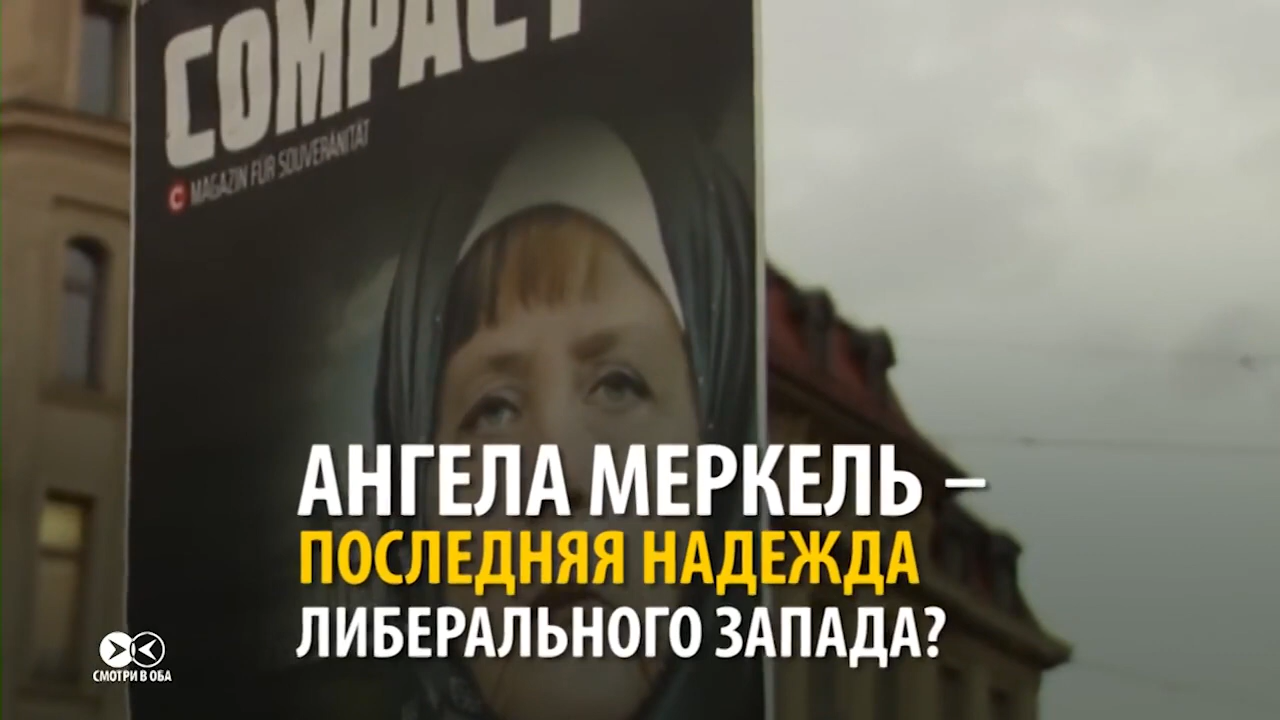 COMPACT
C MAGAZIN FÜR SOUVERÄNITÄT
АНГЕЛА МЕРКЕЛЬ –
ПОСЛЕДНЯЯ НАДЕЖДА
ЛИБЕРАЛЬНОГО ЗАПАДА?
СМОТРИ В ОБА